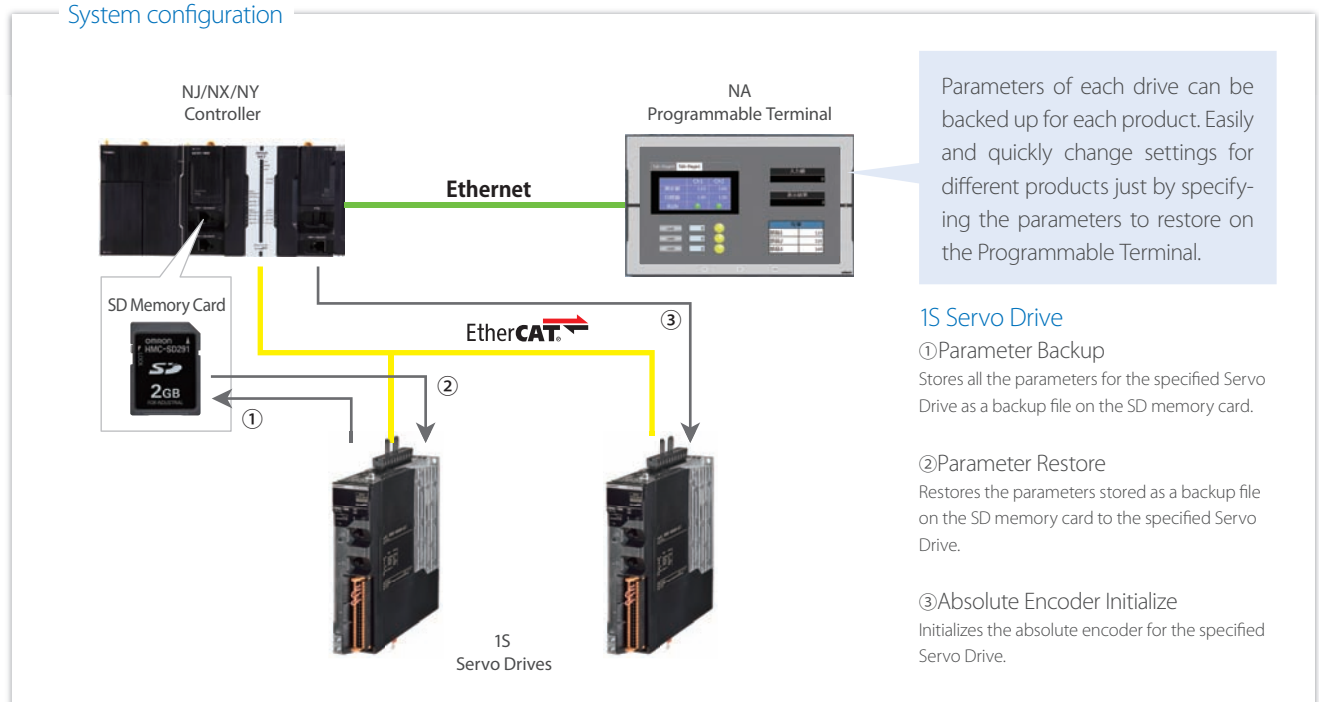 System configuration
NJ/NX/NY
Controller
NA
Programmable Terminal
Ethernet
Parameters of each drive can be
backed up for each product. Easily
and quickly change settings for
different products just by specify-
ing the parameters to restore on
the Programmable Terminal.
SD Memory Card
OMRON
HMC-SD291
SD
2GB
EtherCAT®
①
②
③
1S
Servo Drives
1S Servo Drive
①Parameter Backup
Stores all the parameters for the specified Servo
Drive as a backup file on the SD memory card.
②Parameter Restore
Restores the parameters stored as a backup file
on the SD memory card to the specified Servo
Drive.
③Absolute Encoder Initialize
Initializes the absolute encoder for the specified
Servo Drive.